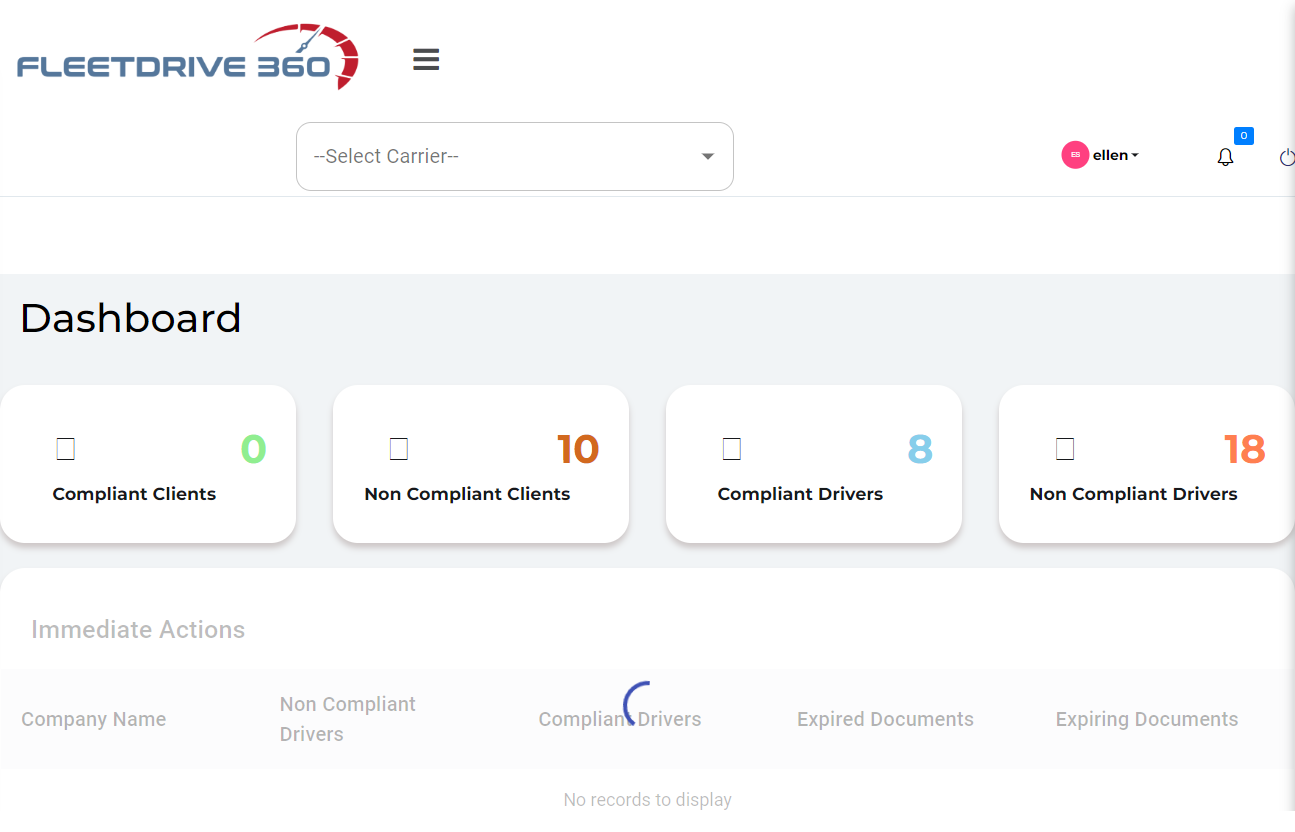 FLEETDRIVE 360
--Select Carrier--
EB
ellen
0
Dashboard
0
Compliant Clients
10
Non Compliant Clients
8
Compliant Drivers
18
Non Compliant Drivers
Immediate Actions
Company Name
Non Compliant
Drivers
Compliant Drivers
Expired Documents
Expiring Documents
No records to display